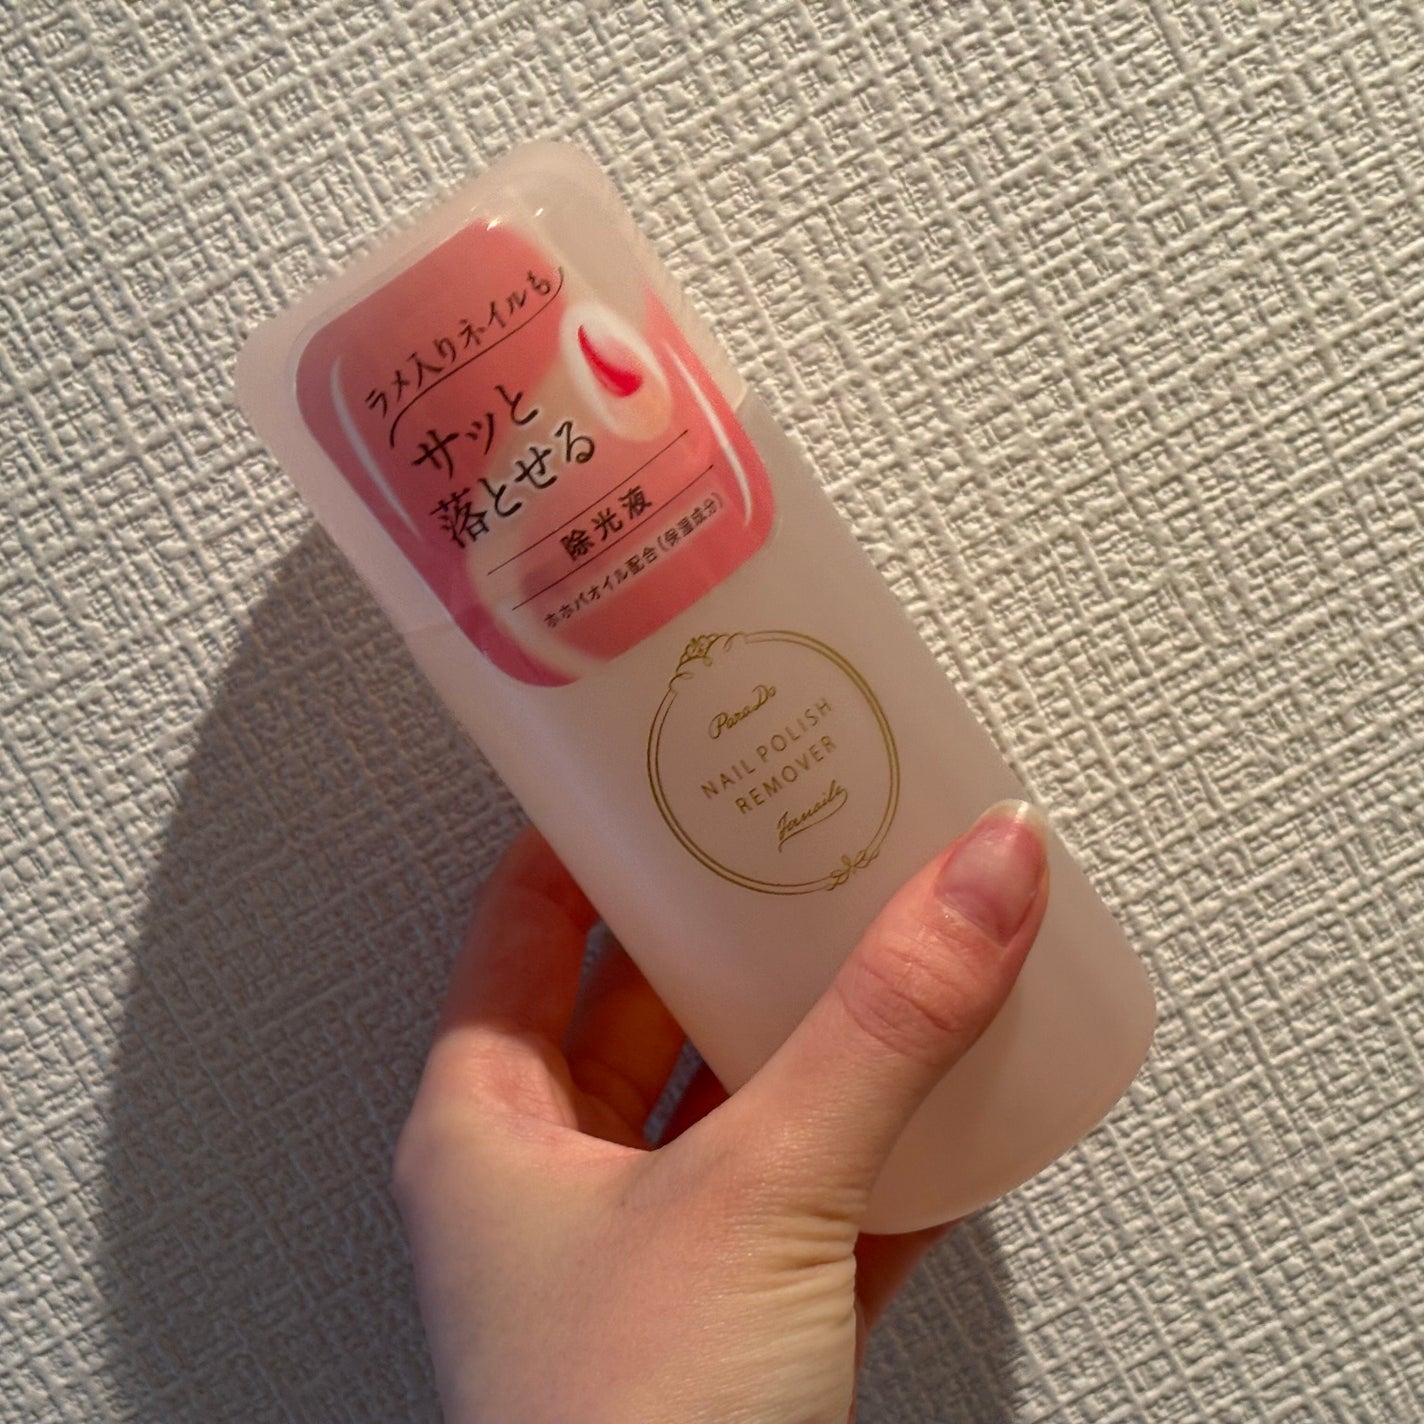 ラメ入りネイルも
サッと
落とせる
除光液
ホホバオイル配合(保湿成分)
ParaDo
NAIL POLISH
REMOVER
fanaile